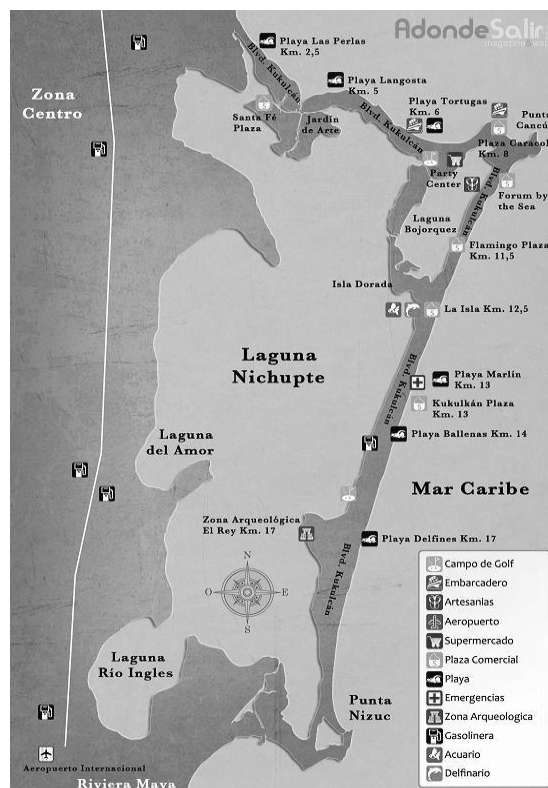 AdondeSalir
magazine&web
Playa Las Perlas
Km. 2,5
Blvd. Kukulcán
Zona
Centro
Playa Langosta
Km. 5
Playa Tortugas
Km. 6
Santa Fé
Plaza
Jardín
de Arte
Blvd. Kukulcán
Punta
Cancú
Plaza Caracol
Km. 8
Party
Center
Forum by
the Sea
Blvd. Kukulcán
Laguna
Bojorquez
Flamingo Plaza
Km. 11,5
Isla Dorada
La Isla Km. 12,5
Laguna
Nichupte
Blvd. Kukulcán
Playa Marlín
Km. 13
Kukulkán Plaza
Km. 13
Playa Ballenas Km. 14
Laguna
del Amor
Mar Caribe
Zona Arqueológica
El Rey Km. 17
Playa Delfines Km. 17
Blvd. Kukulcán
N
O
E
S
Laguna
Río Ingles
Punta
Nizuc
Aeropuerto Internacional
Riviera Maya
Campo de Golf
Embarcadero
Artesanias
Aeropuerto
Supermercado
Plaza Comercial
Playa
Emergencias
Zona Arqueologica
Gasolinera
Acuario
Delfinario